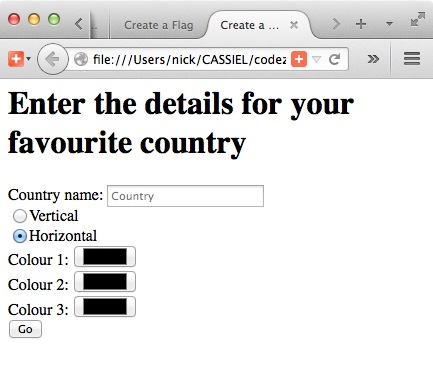 Create a Flag
Create a ...
file:///Users/nick/CASSIEL/codez
Enter the details for your
favourite country
Country name: Country
Vertical
Horizontal
Colour 1:
Colour 2:
Colour 3:
Go